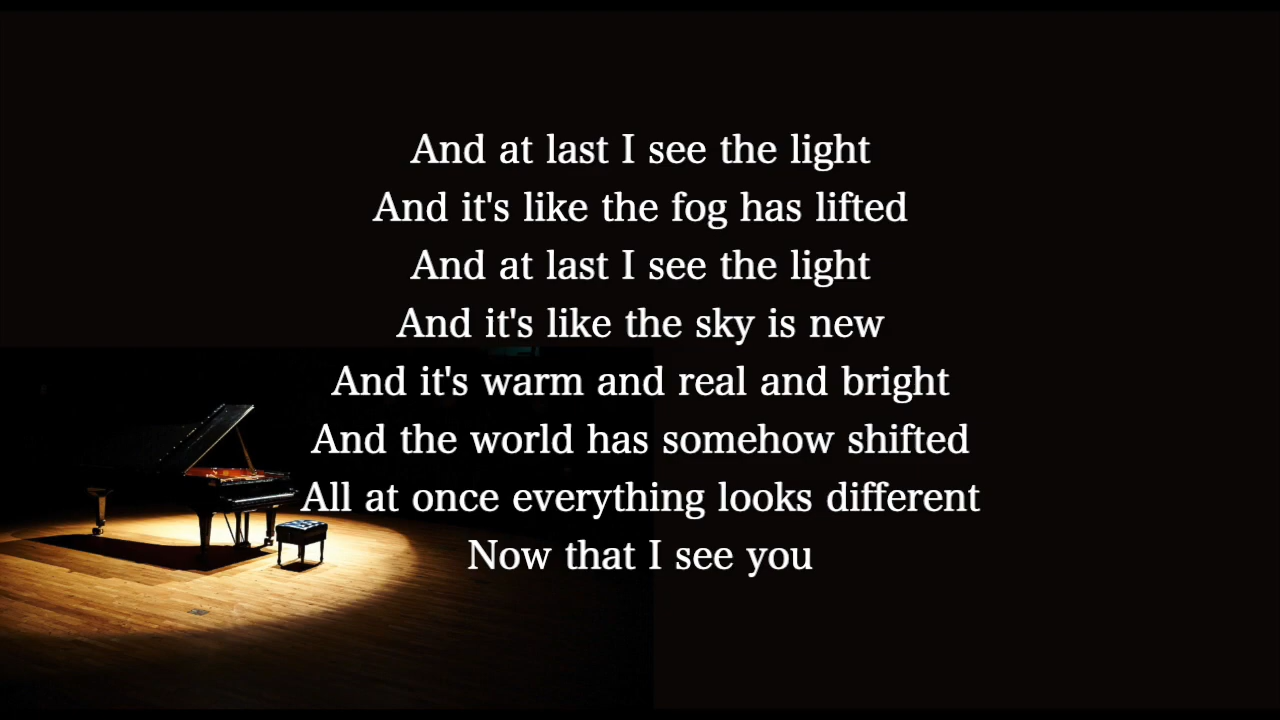 And at last I see the light
And it's like the fog has lifted
And at last I see the light
And it's like the sky is new
And it's warm and real and bright
And the world has somehow shifted
All at once everything looks different
Now that I see you